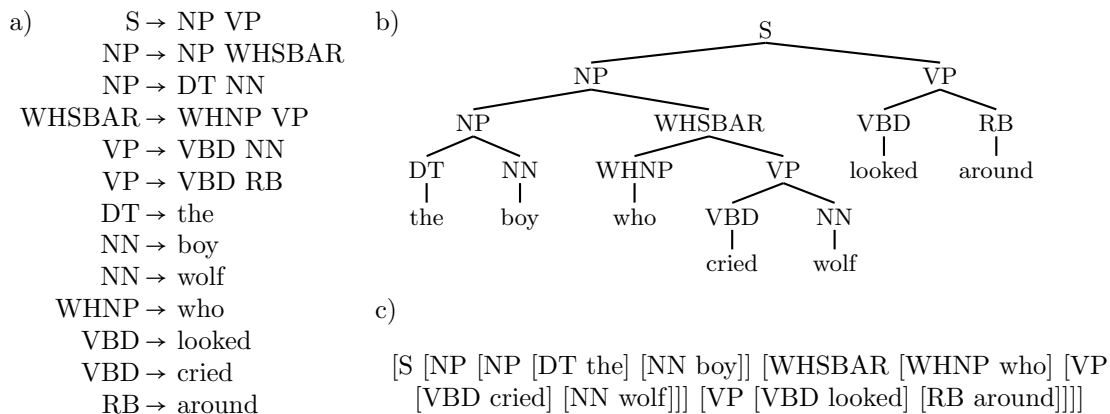 a)
S → NP VP
NP → NP WHSBAR
NP → DT NN
WHSBAR → WHNP VP
VP → VBD NN
VP → VBD RB
DT → the
NN → boy
NN → wolf
WHNP → who
VBD → looked
VBD → cried
RB → around
b)
S
NP VP
NP WHSBAR VBD RB
DT NN WHNP VP looked around
the boy who VBD NN
cried wolf
c)
[S [NP [NP [DT the] [NN boy]] [WHSBAR [WHNP who] [VP
[VBD cried] [NN wolf]]] [VP [VBD looked] [RB around]]]]